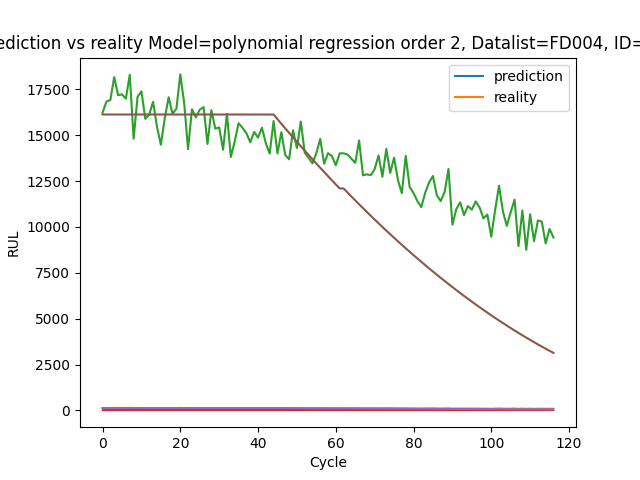 ediction vs reality Model=polynomial regression order 2, Datalist=FD004, ID=
prediction
reality
RUL
17500
15000
12500
10000
7500
5000
2500
0
0 20 40 60 80 100 120
Cycle